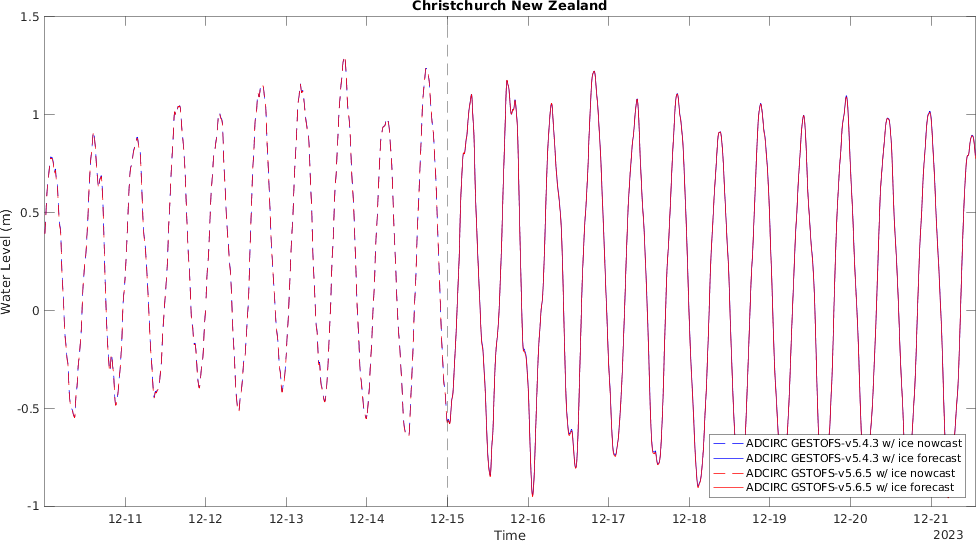 Christchurch New Zealand
1.5
1
0.5
0
-0.5
-1
Water Level (m)
12-11 12-12 12-13 12-14 12-15 12-16 12-17 12-18 12-19 12-20 12-21
Time
2023
ADCIRC GESTOFS-v5.4.3 w/ ice nowcast
ADCIRC GESTOFS-v5.4.3 w/ ice forecast
ADCIRC GSTOFS-v5.6.5 w/ ice nowcast
ADCIRC GSTOFS-v5.6.5 w/ ice forecast